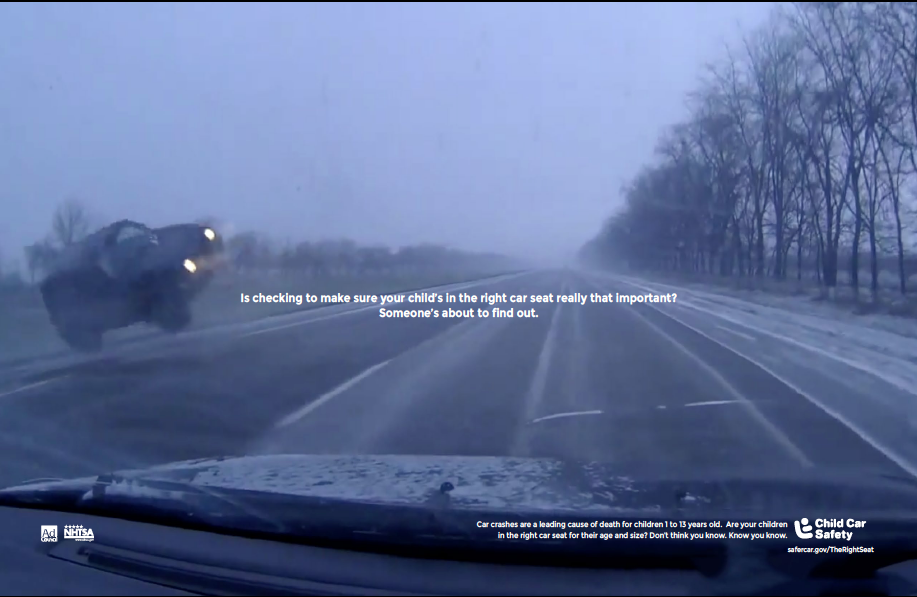 Is checking to make sure your child's in the right car seat really that important?
Someone's about to find out.
Ad
COUNCIL
NHTSA
Car crashes are a leading cause of death for children 1 to 13 years old. Are your children
in the right car seat for their age and size? Don't think you know. Know you know.
Child Car
Safety
safercar.gov/TheRightSeat